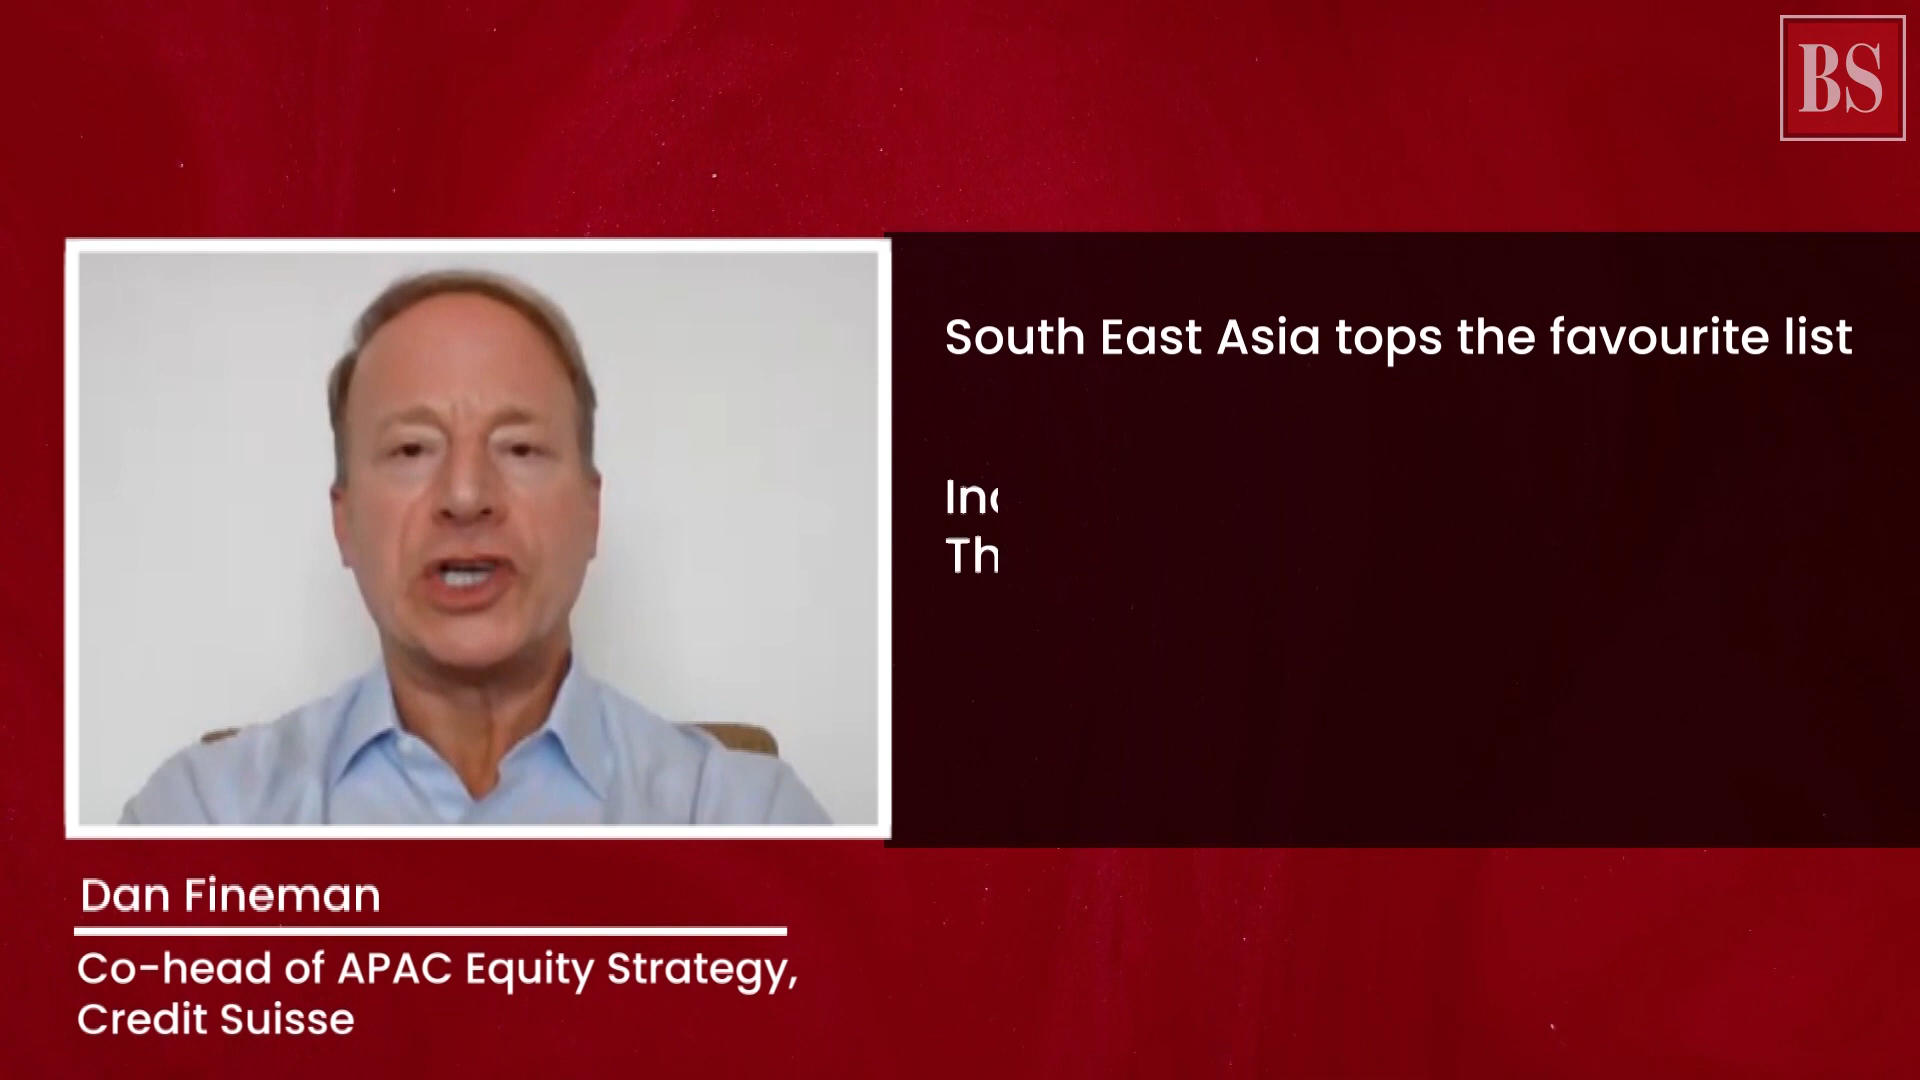 BS
South East Asia tops the favourite list
Th
Dan Fineman
Co-head of APAC Equity Strategy,
Credit Suisse